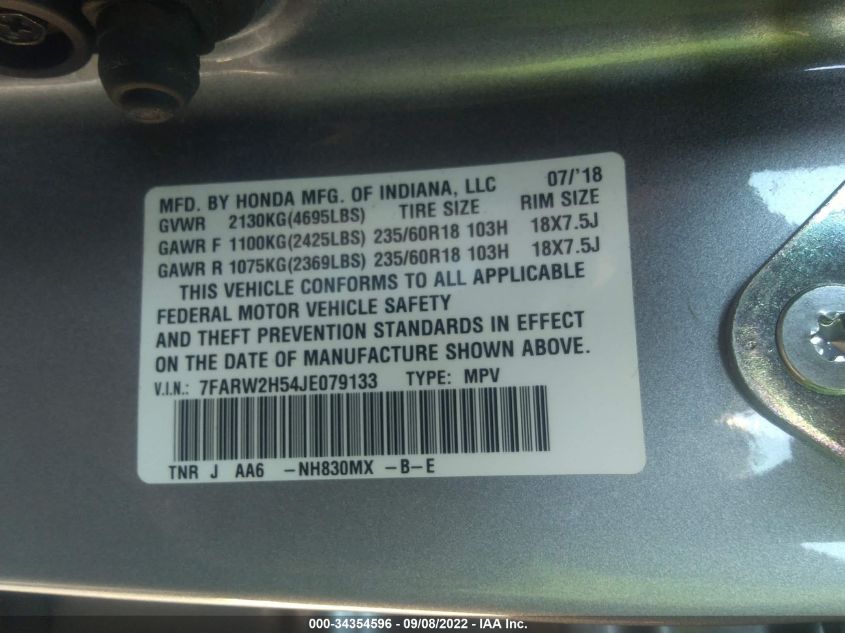 MFD. BY HONDA MFG. OF INDIANA, LLC 07/'18
GVWR 2130KG(4695LBS) TIRE SIZE RIM SIZE
GAWR F 1100KG(2425LBS) 235/60R18 103H 18X7.5J
GAWR R 1075KG(2369LBS) 235/60R18 103H 18X7.5J
THIS VEHICLE CONFORMS TO ALL APPLICABLE
FEDERAL MOTOR VEHICLE SAFETY
AND THEFT PREVENTION STANDARDS IN EFFECT
ON THE DATE OF MANUFACTURE SHOWN ABOVE.
V.I.N.: 7FARW2H54JE079133 TYPE: MPV
TNR J AA6 -NH830MX -B-E
000-34354596 - 09/08/2022 - IAA Inc.